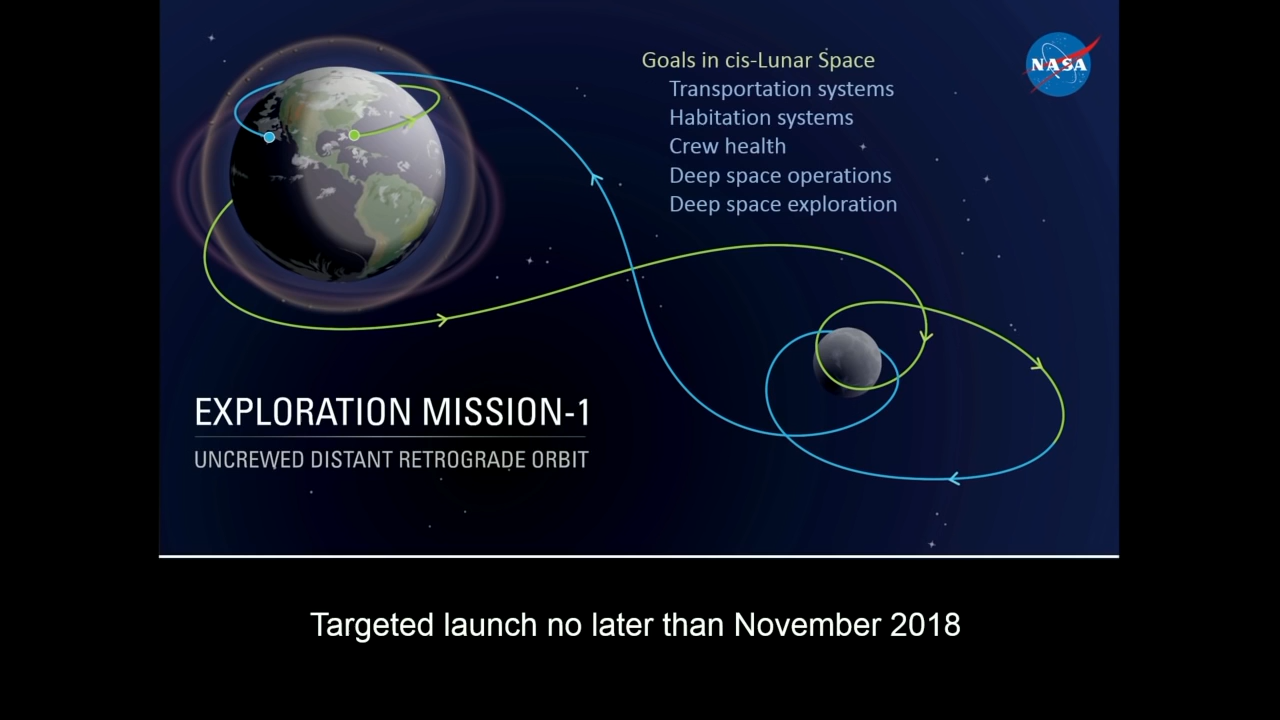 Goals in cis-Lunar Space
Transportation systems
Habitation systems
Crew health
Deep space operations
Deep space exploration
NASA
EXPLORATION MISSION-1
UNCREWED DISTANT RETROGRADE ORBIT
Targeted launch no later than November 2018